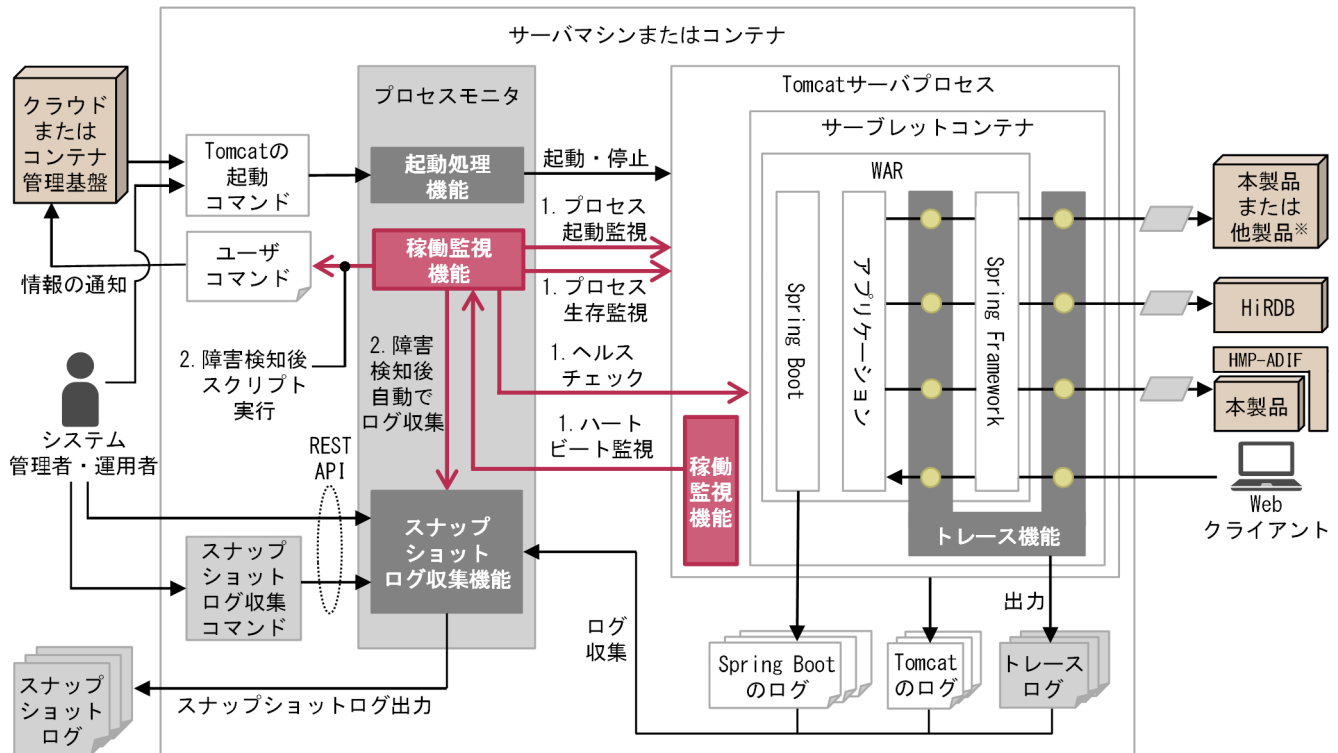 サーバマシンまたはコンテナ
クラウド
または
コンテナ
管理基盤
Tomcatの
起動
コマンド
プロセスモニタ
起動処理
機能
起動・停止
Tomcatサーバプロセス
サーブレットコンテナ
WAR
Spring Boot
アプリケーション
Spring Framework
本製品
または
他製品※
情報の通知
ユーザ
コマンド
稼働監視
機能
1.プロセス
起動監視
1.プロセス
生存監視
HiRDB
2.障害検知後
スクリプト
実行
2.障害
検知後
自動で
ログ収集
1.ヘルス
チェック
1.ハート
ビート監視
稼働
監視
機能
HMP-ADIF
本製品
システム
管理者・運用者
REST
API
スナップ
ショット
ログ収集機能
トレース機能
Web
クライアント
スナップ
ショット
ログ収集
コマンド
ログ
収集
出力
Spring Boot
のログ
Tomcat
のログ
トレース
ログ
スナップ
ショット
ログ
スナップショットログ出力